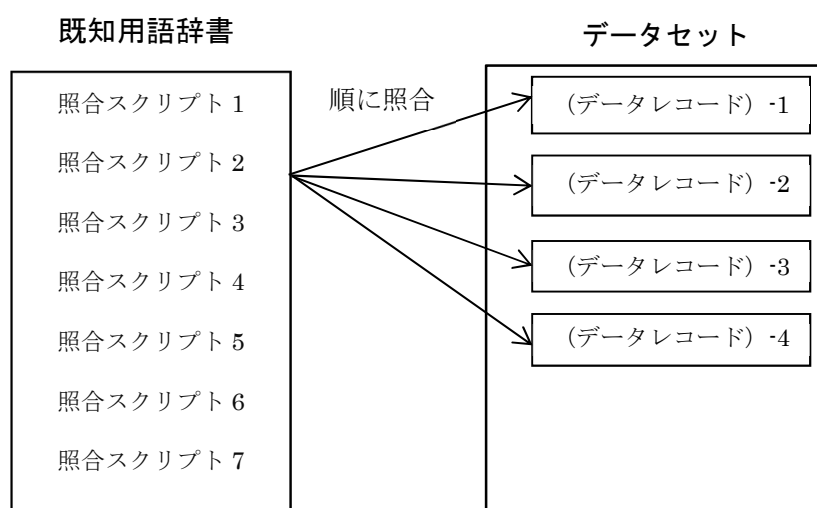 既知用語辞書
照合スクリプト 1
照合スクリプト 2
照合スクリプト 3
照合スクリプト 4
照合スクリプト 5
照合スクリプト 6
照合スクリプト 7
順に照合
データセット
(データレコード) -1
(データレコード) -2
(データレコード) -3
(データレコード) -4